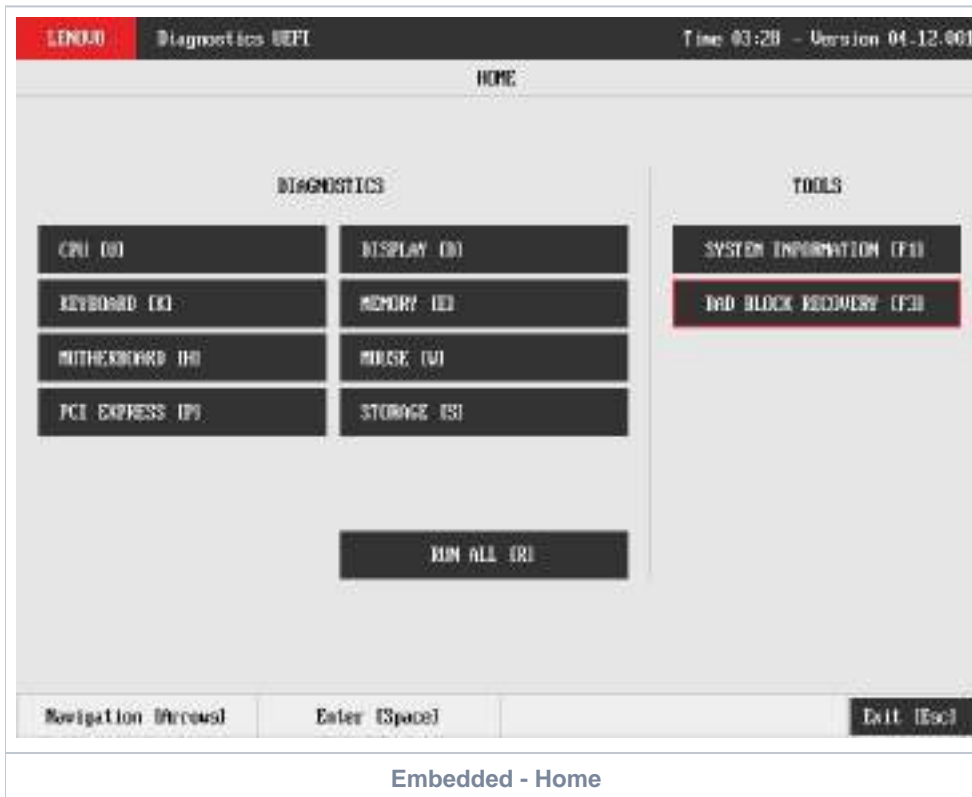 LENOVO Diagnostics UEFI Time 03:28 - Version 04.12.001
HOME
DIAGNOSTICS TOOLS
CPU [U] DISPLAY [D] SYSTEM INFORMATION [F1]
KEYBOARD [K] MEMORY [E] BAD BLOCK RECOVERY [F3]
MOTHERBOARD [H] MOUSE [W]
PCI EXPRESS [P] STORAGE [S]
RUN ALL [R]
Navigation [Arrows] Enter [Space] Exit [Esc]
Embedded - Home